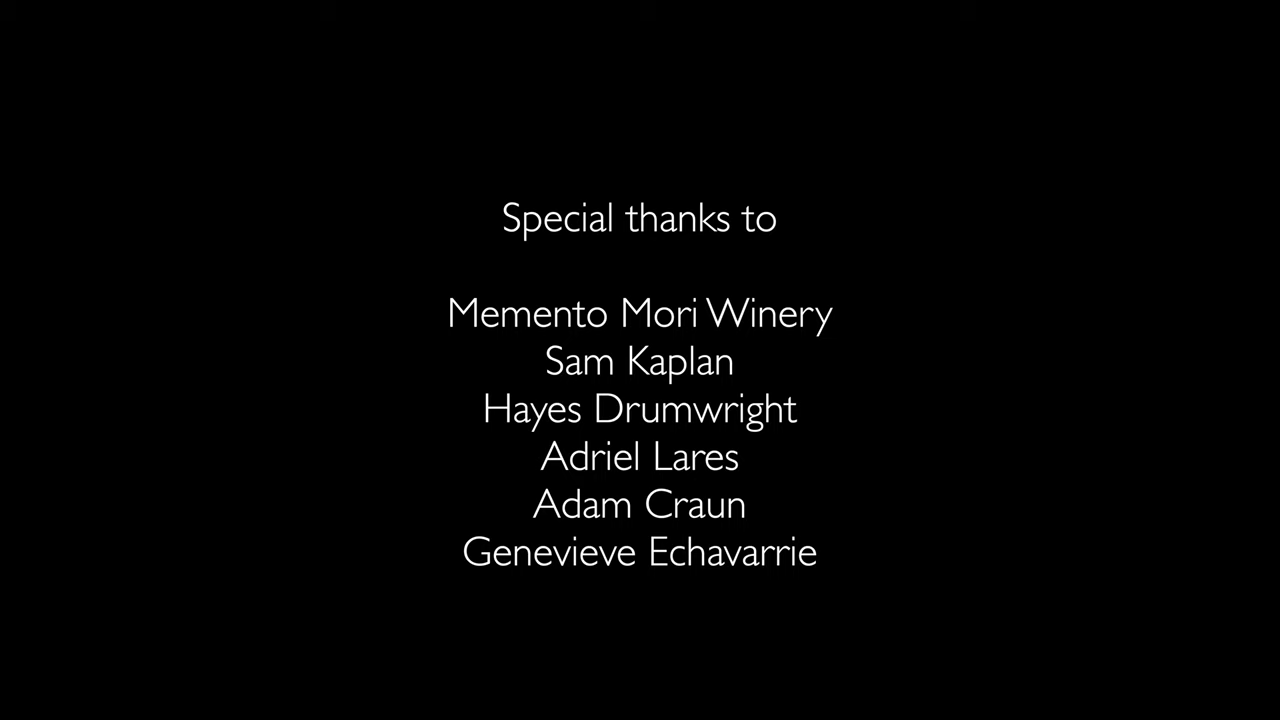 Special thanks to
Memento Mori Winery
Sam Kaplan
Hayes Drumwright
Adriel Lares
Adam Craun
Genevieve Echavarrie